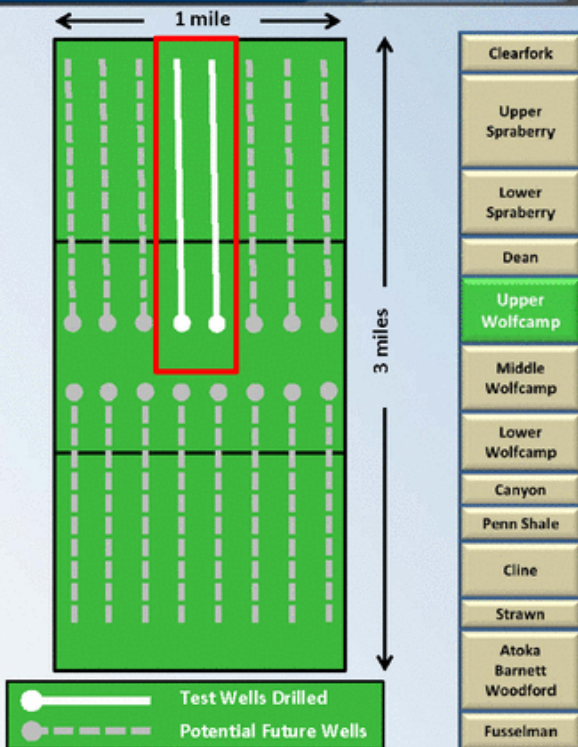 1 mile
3 miles
Clearfork
Upper
Spraberry
Lower
Spraberry
Dean
Upper
Wolfcamp
Middle
Wolfcamp
Lower
Wolfcamp
Canyon
Penn Shale
Cline
Strawn
Atoka
Barnett
Woodford
Fusselman
Test Wells Drilled
Potential Future Wells